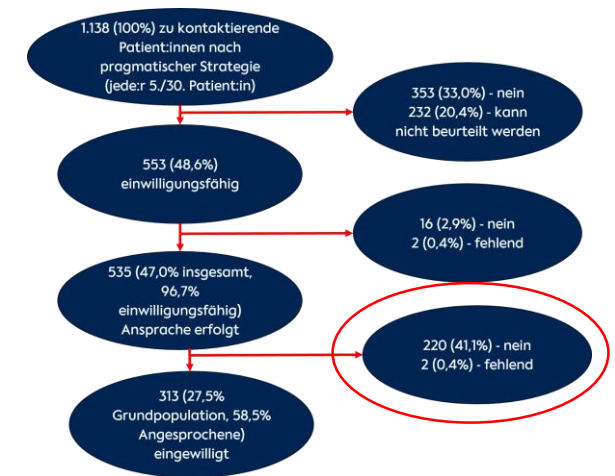 1.138 (100%) zu kontaktierende
Patient:innen nach
pragmatischer Strategie
(jede:r 5./30. Patient:in)
353 (33,0%) - nein
232 (20,4%) - kann
nicht beurteilt werden
553 (48,6%)
einwilligungsfähig
16 (2,9%) - nein
2 (0,4%) - fehlend
535 (47,0% insgesamt,
96,7%
einwilligungsfähig)
Ansprache erfolgt
220 (41,1%) - nein
2 (0,4%) - fehlend
313 (27,5%
Grundpopulation, 58,5%
Angesprochene)
eingewilligt